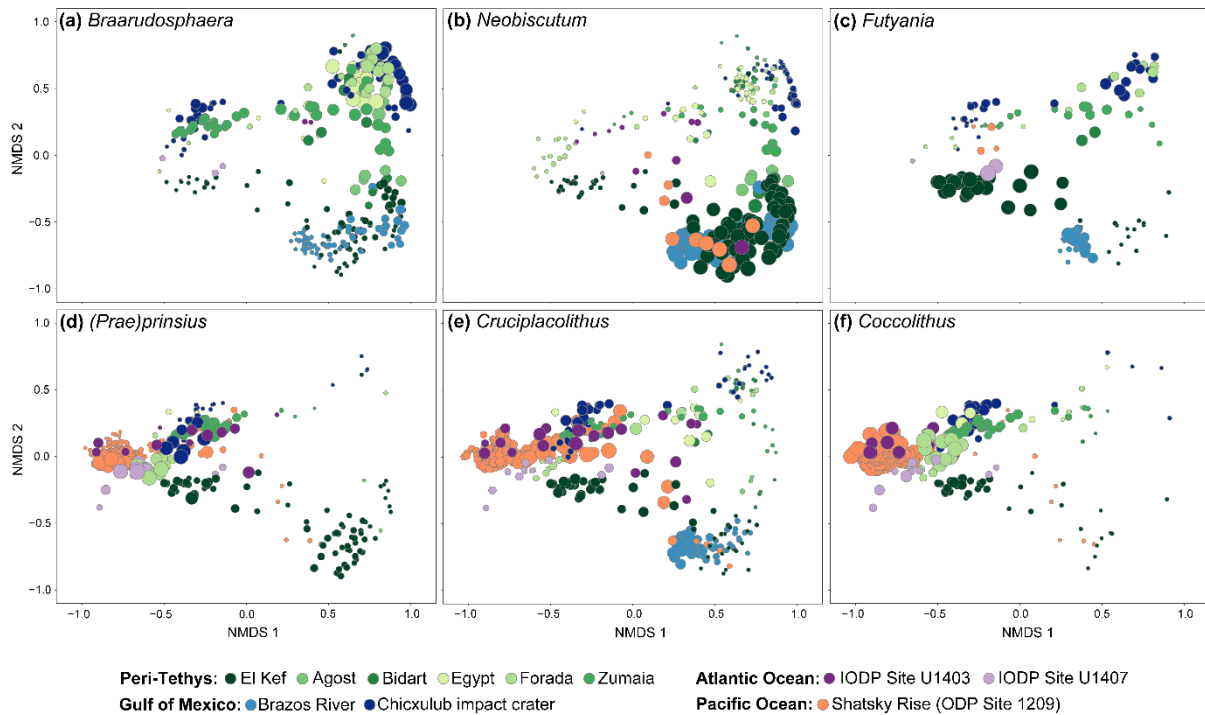 (a) Braarudosphaera
(b) Neobiscutum
(c) Futyania
1.0
0.5
0.0
−0.5
−1.0
NMDS 2
(d) (Prae)prinsius
(e) Cruciplacolithus
(f) Coccolithus
1.0
0.5
0.0
−0.5
−1.0
NMDS 2
−1.0 −0.5 0.0 0.5 1.0
−1.0 −0.5 0.0 0.5 1.0
−1.0 −0.5 0.0 0.5 1.0
NMDS 1
NMDS 1
NMDS 1
Peri-Tethys: El Kef Agost Bidart Egypt Forada Zumaia
Atlantic Ocean: IODP Site U1403 IODP Site U1407
Gulf of Mexico: Brazos River Chicxulub impact crater
Pacific Ocean: Shatsky Rise (ODP Site 1209)